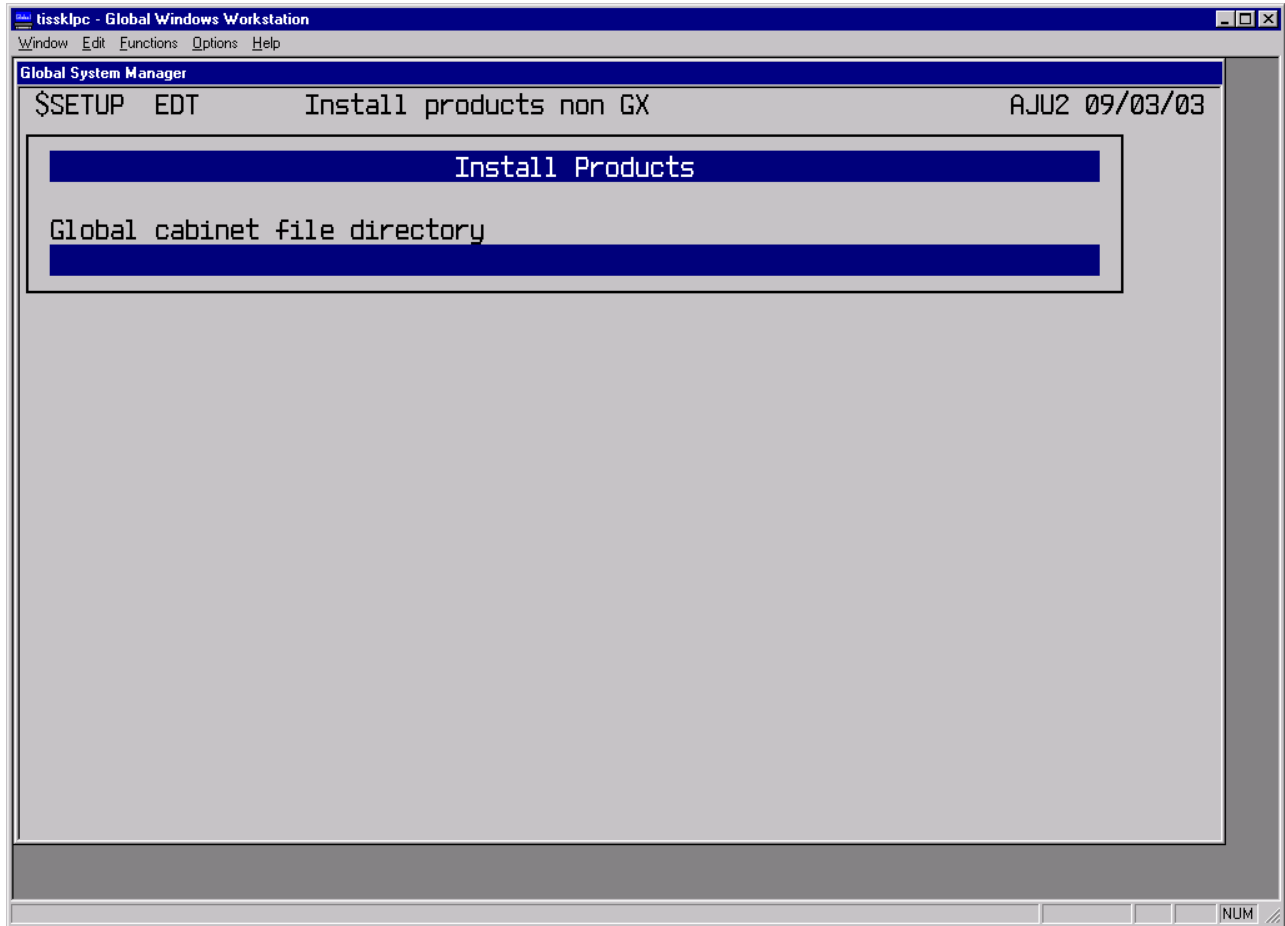 tissklpc - Global Windows Workstation
Window Edit Functions Options Help
Global System Manager
$SETUP EDT Install products non GX AJU2 09/03/03
Install Products
Global cabinet file directory
NUM